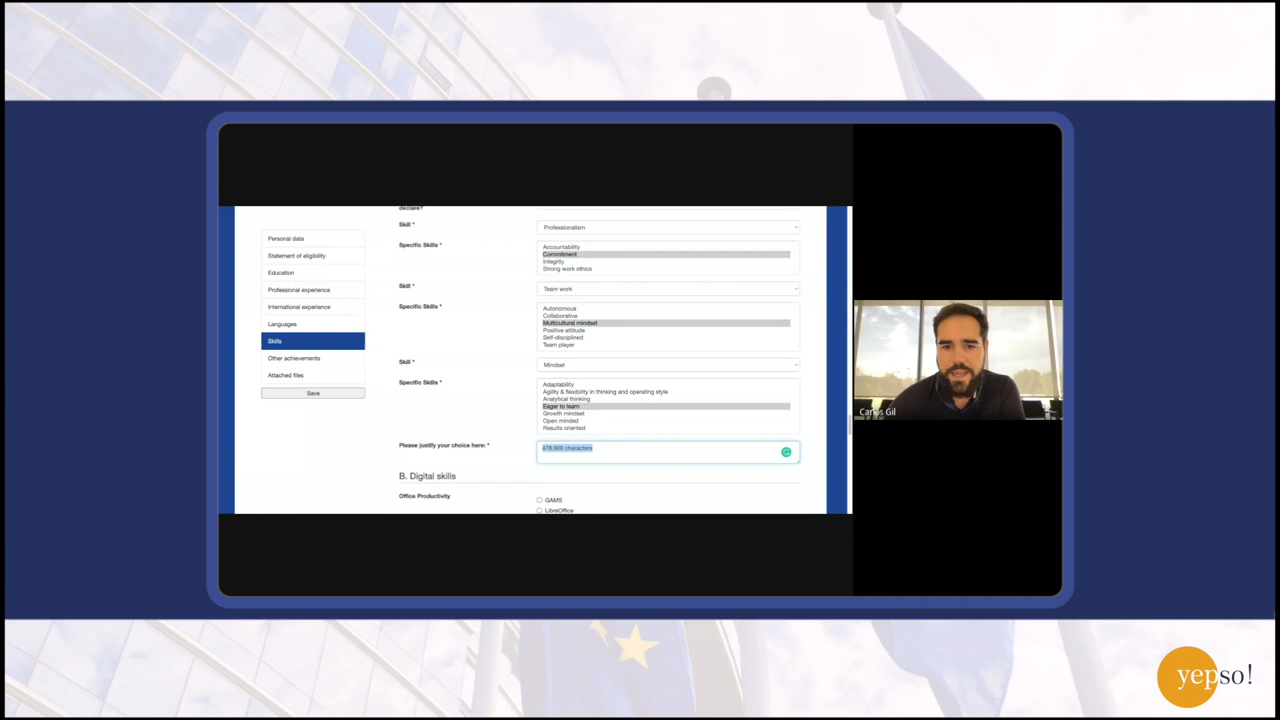 declare?
Skill *
Professionalism
Specific Skills *
Accountability
Commitment
Integrity
Strong work ethics
Skill *
Team work
Specific Skills *
Autonomous
Collaborative
Multicultural mindset
Positive attitude
Self-disciplined
Team player
Skill *
Mindset
Specific Skills *
Adaptability
Agility & flexibility in thinking and operating style
Analytical thinking
Eager to learn
Growth mindset
Open minded
Results oriented
Please justify your choice here: *
478,900 characters
B. Digital skills
Office Productivity
GAMS
LibreOffice
Personal data
Statement of eligibility
Education
Professional experience
International experience
Languages
Skills
Other achievements
Attached files
Save
Carlos Gil
yepso!